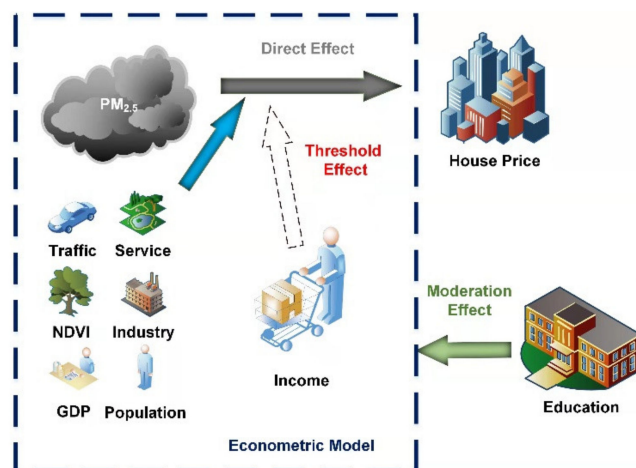 Direct Effect
PM2.5
House Price
Threshold
Effect
Traffic Service
NDVI Industry
GDP Population
Income
Moderation
Effect
Education
Econometric Model